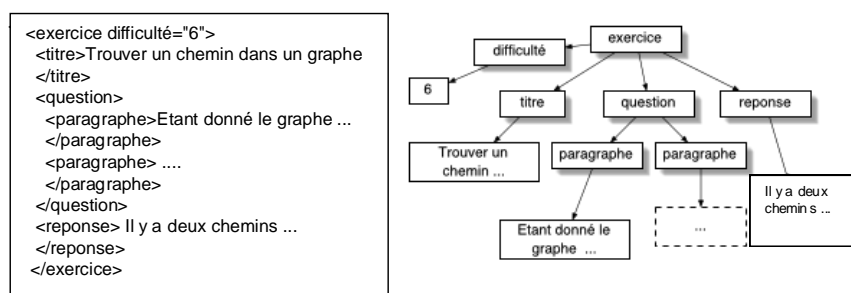 <exercice difficulté="6">
<titre>Trouver un chemin dans un graphe
</titre>
<question>
<paragraphe>Etant donné le graphe ...
</paragraphe>
<paragraphe> ....
</paragraphe>
</question>
<reponse> Il y a deux chemins ...
</reponse>
</exercice>
exercice
difficulté
6
titre
question
reponse
Trouver un
chemin ...
paragraphe
paragraphe
Il y a deux
chemins ...
Etant donné le
graphe ...
...